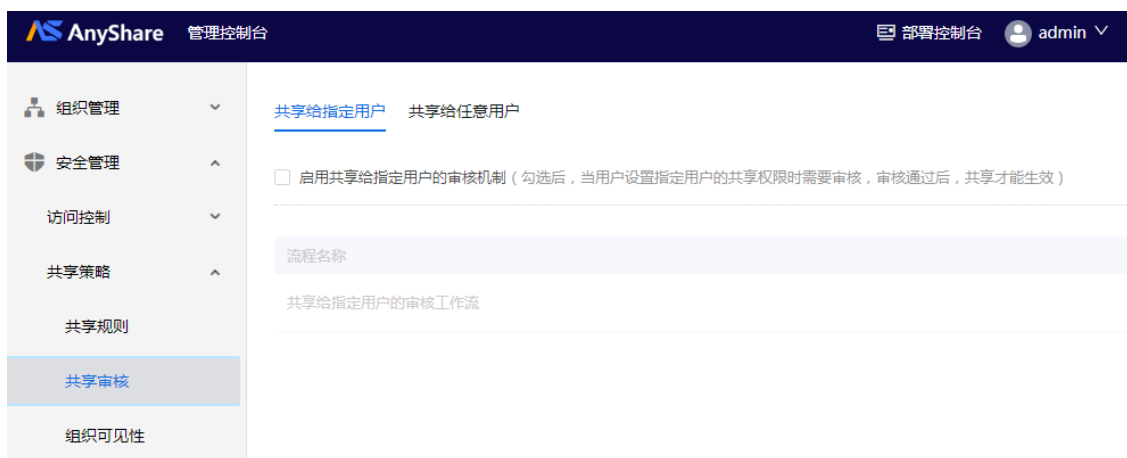 AnyShare 管理控制台 部署控制台 admin
组织管理
共享给指定用户 共享给任意用户
安全管理
启用共享给指定用户的审核机制(勾选后,当用户设置指定用户的共享权限时需要审核,审核通过后,共享才能生效)
访问控制
流程名称
共享策略
共享给指定用户的审核工作流
共享规则
共享审核
组织可见性